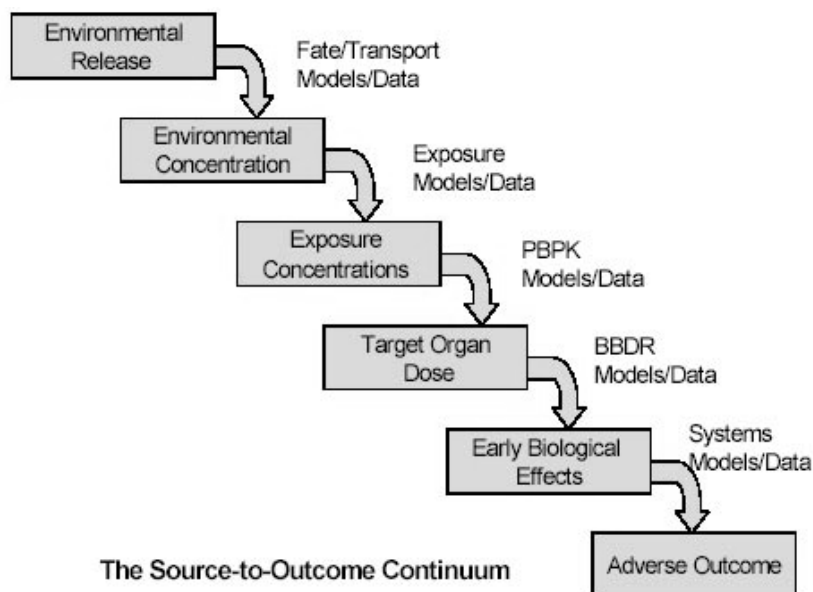 Environmental
Release
Fate/Transport
Models/Data
Environmental
Concentration
Exposure
Models/Data
Exposure
Concentrations
PBPK
Models/Data
Target Organ
Dose
BBDR
Models/Data
Early Biological
Effects
Systems
Models/Data
Adverse Outcome
The Source-to-Outcome Continuum